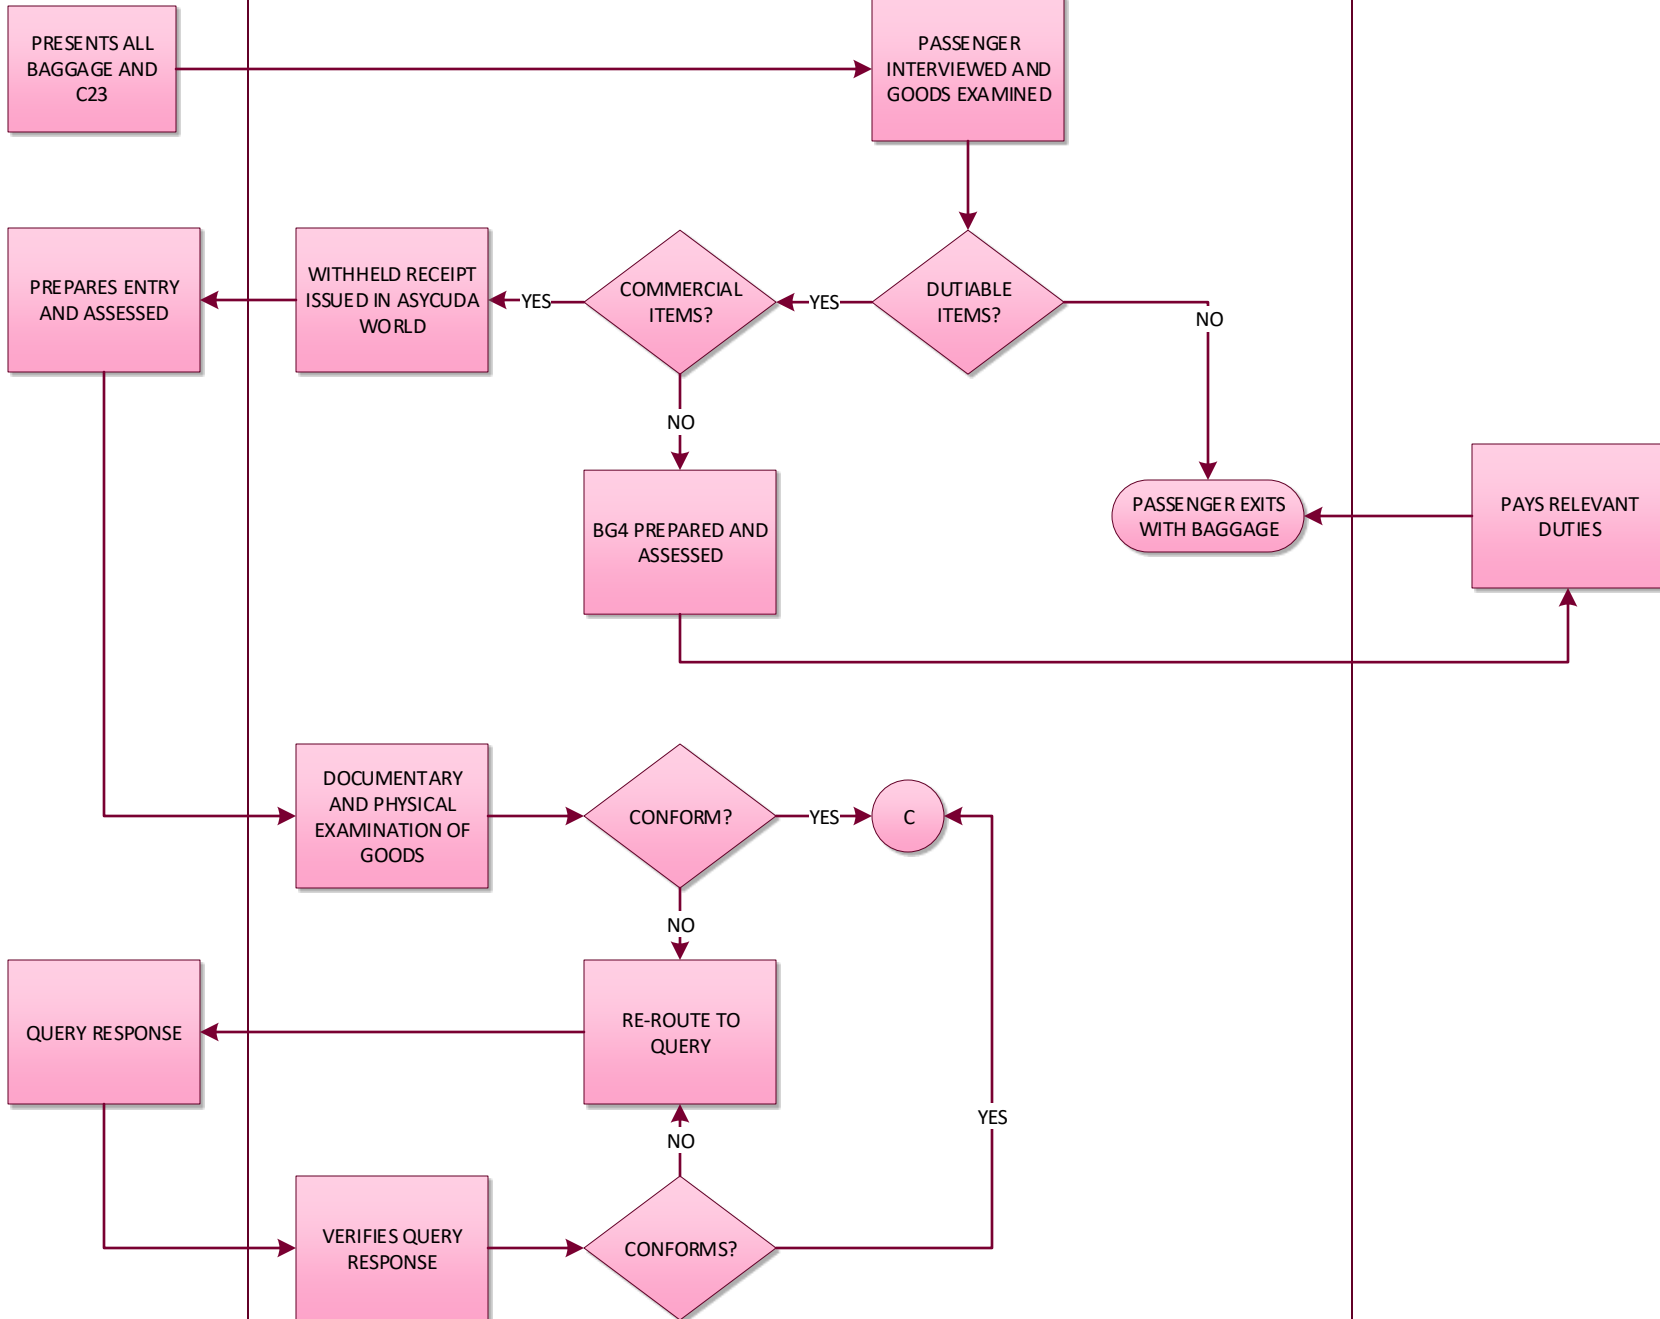 PRESENTS ALL
BAGGAGE AND
C23
PASSENGER
INTERVIEWED AND
GOODS EXAMINED
PREPARES ENTRY
AND ASSESSED
WITHHELD RECEIPT
ISSUED IN ASYCUDA
WORLD
YES
COMMERCIAL
ITEMS?
YES
DUTIABLE
ITEMS?
NO
NO
BG4 PREPARED AND
ASSESSED
PASSENGER EXITS
WITH BAGGAGE
PAYS RELEVANT
DUTIES
DOCUMENTARY
AND PHYSICAL
EXAMINATION OF
GOODS
CONFORM?
YES
C
NO
QUERY RESPONSE
RE-ROUTE TO
QUERY
YES
NO
VERIFIES QUERY
RESPONSE
CONFORMS?